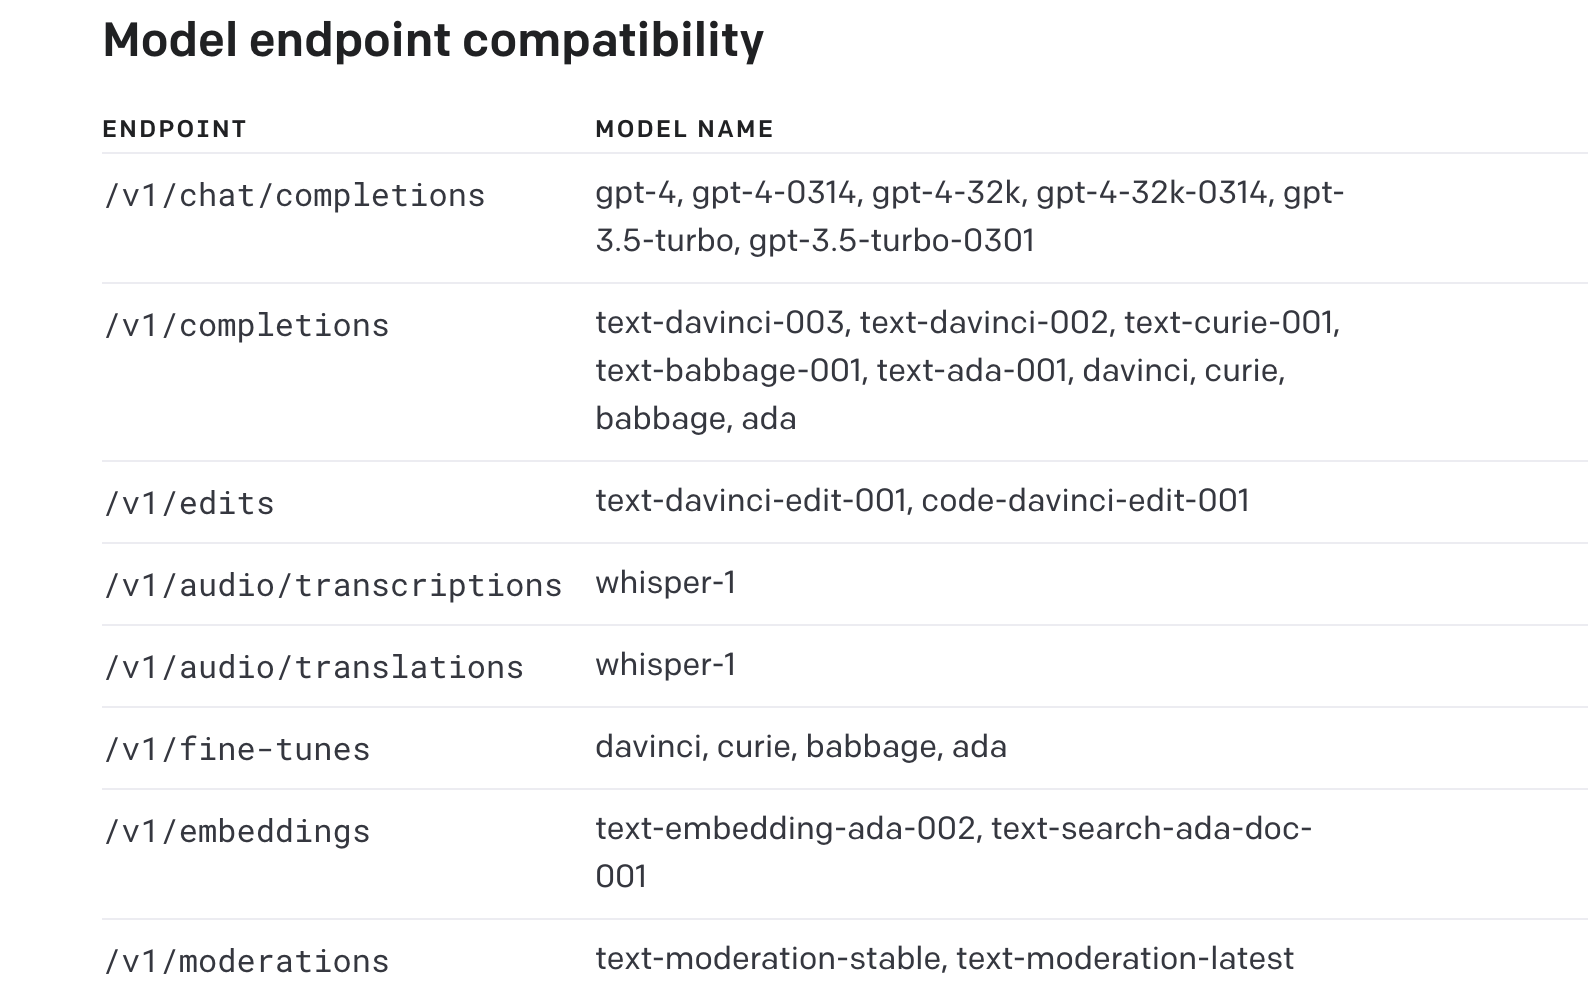 Model endpoint compatibility
ENDPOINT MODEL NAME
/v1/chat/completions gpt-4, gpt-4-0314, gpt-4-32k, gpt-4-32k-0314, gpt-
3.5-turbo, gpt-3.5-turbo-0301
/v1/completions text-davinci-003, text-davinci-002, text-curie-001,
text-babbage-001, text-ada-001, davinci, curie,
babbage, ada
/v1/edits text-davinci-edit-001, code-davinci-edit-001
/v1/audio/transcriptions whisper-1
/v1/audio/translations whisper-1
/v1/fine-tunes davinci, curie, babbage, ada
/v1/embeddings text-embedding-ada-002, text-search-ada-doc-
001
/v1/moderations text-moderation-stable, text-moderation-latest